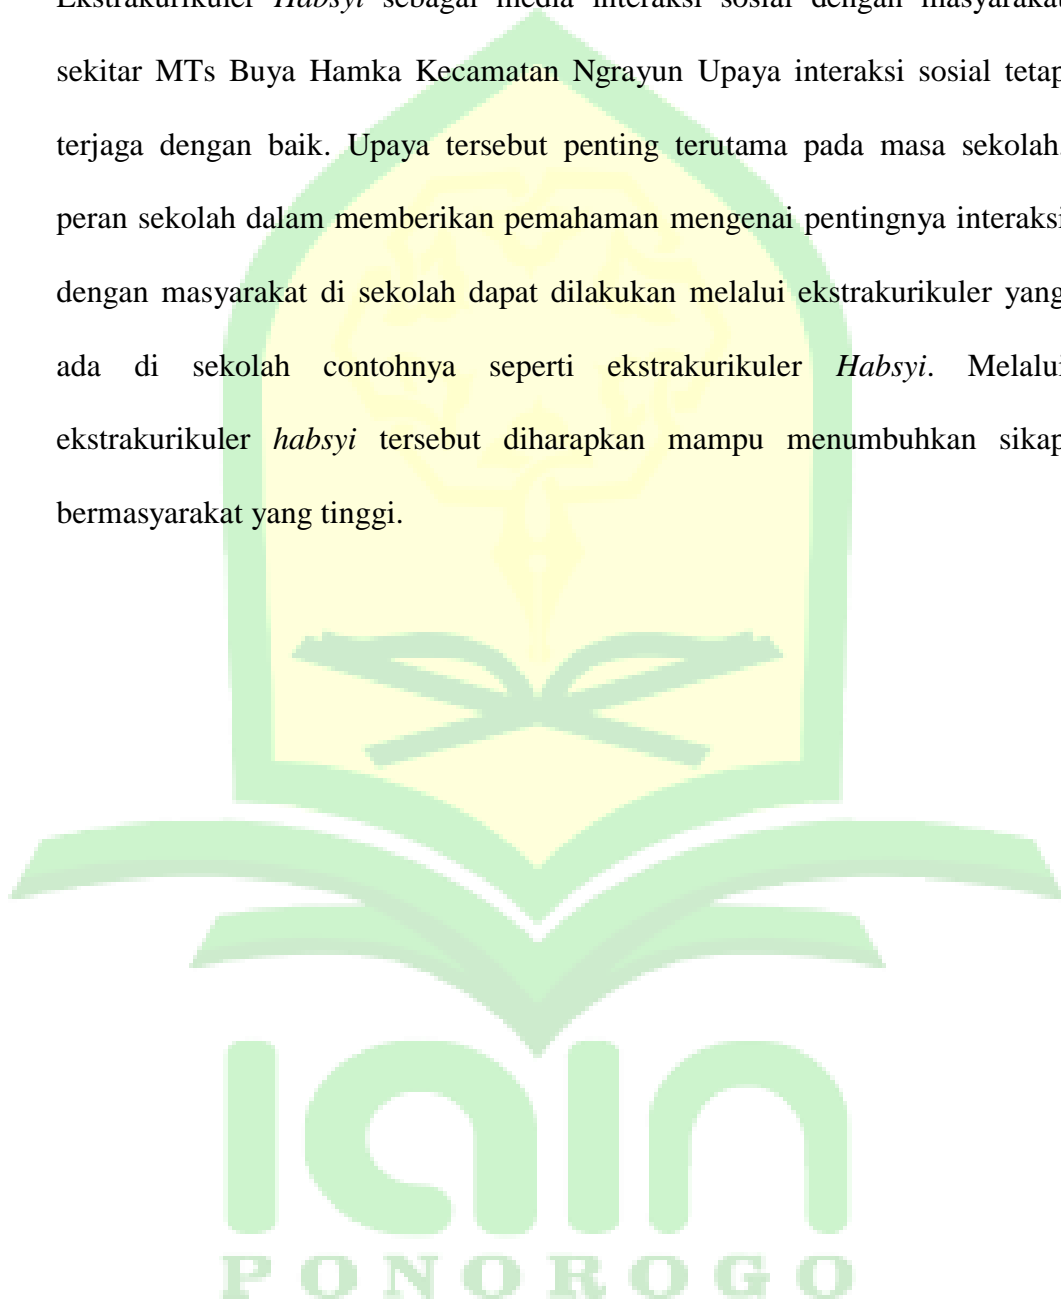 Ekstrakurikuler Habsyi sebagai media interaksi sosial dengan masyarakat
sekitar MTs Buya Hamka Kecamatan Ngrayun Upaya interaksi sosial tetap
terjaga dengan baik. Upaya tersebut penting terutama pada masa sekolah,
peran sekolah dalam memberikan pemahaman mengenai pentingnya interaksi
dengan masyarakat di sekolah dapat dilakukan melalui ekstrakurikuler yang
ada di sekolah contohnya seperti ekstrakurikuler Habsyi. Melalui
ekstrakurikuler habsyi tersebut diharapkan mampu menumbuhkan sikap
bermasyarakat yang tinggi.
iain
PONOROGO